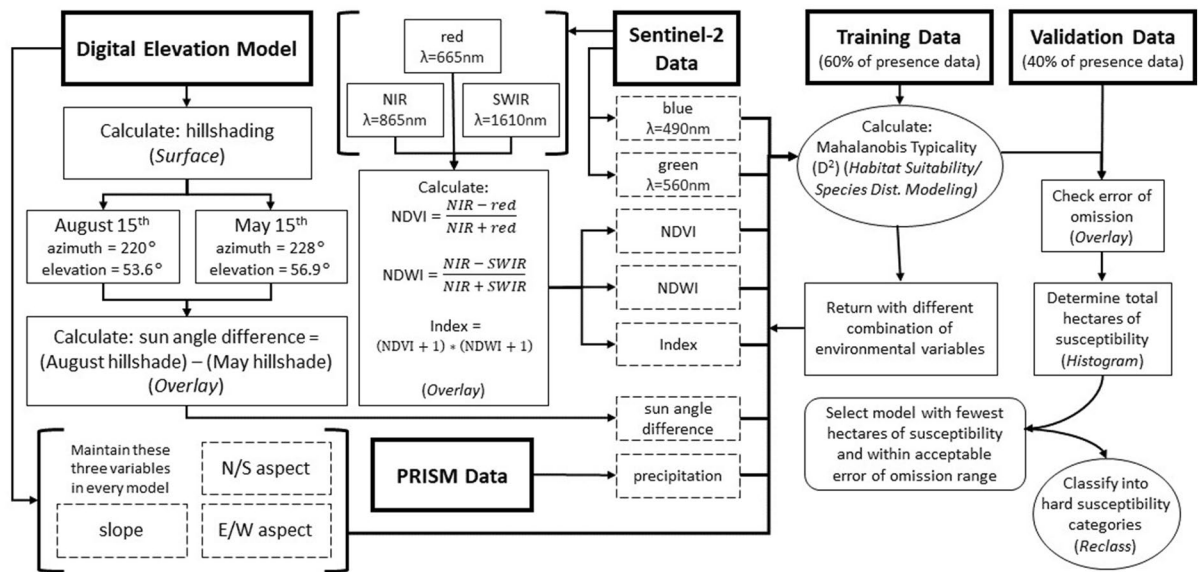 Digital Elevation Model
Calculate: hillshading
(Surface)
August 15th
azimuth = 220°
elevation = 53.6°
May 15th
azimuth = 228°
elevation = 56.9°
Calculate: sun angle difference =
(August hillshade) – (May hillshade)
(Overlay)
Maintain these
three variables
in every model
N/S aspect
slope
E/W aspect
red
λ=665nm
NIR
λ=865nm
SWIR
λ=1610nm
Calculate:
NDVI = (NIR − red) / (NIR + red)
NDWI = (NIR − SWIR) / (NIR + SWIR)
Index =
(NDVI + 1) ∗ (NDWI + 1)
(Overlay)
PRISM Data
Sentinel-2
Data
blue
λ=490nm
green
λ=560nm
NDVI
NDWI
Index
sun angle
difference
precipitation
Training Data
(60% of presence data)
Calculate:
Mahalanobis Typicality
(D²) (Habitat Suitability/
Species Dist. Modeling)
Return with different
combination of
environmental variables
Validation Data
(40% of presence data)
Check error of
omission
(Overlay)
Determine total
hectares of
susceptibility
(Histogram)
Select model with fewest
hectares of susceptibility
and within acceptable
error of omission range
Classify into
hard susceptibility
categories
(Reclass)